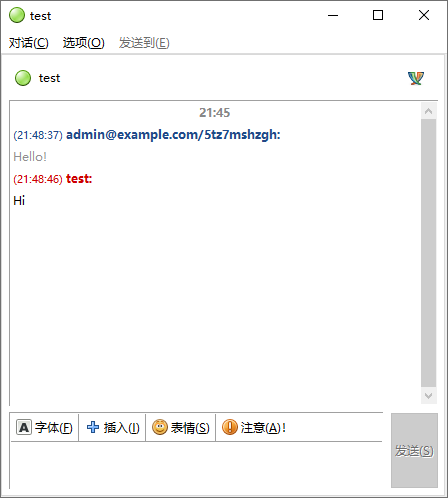 test
对话(C) 选项(O) 发送到(E)
test
21:45
(21:48:37) admin@example.com/5tz7mshzgh:
Hello!
(21:48:46) test:
Hi
字体(F) 插入(I) 表情(S) 注意(A)!
发送(S)